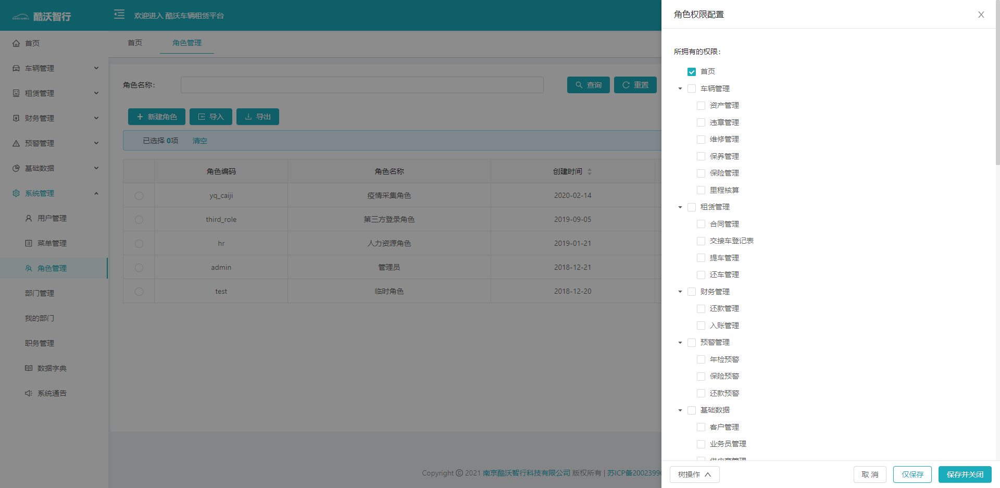 COOLWELL 酷沃智行
欢迎进入 酷沃车辆租赁平台
首页
车辆管理
租赁管理
财务管理
预警管理
基础数据
系统管理
用户管理
菜单管理
角色管理
部门管理
我的部门
职务管理
数据字典
系统通告
首页 角色管理
角色名称: 查询 重置
新建角色 导入 导出
已选择 0项 清空
角色编码 角色名称 创建时间
yq_caiji 疫情采集角色 2020-02-14
third_role 第三方登录角色 2019-09-05
hr 人力资源角色 2019-01-21
admin 管理员 2018-12-21
test 临时角色 2018-12-20
Copyright © 2021 南京酷沃智行科技有限公司 版权所有 | 苏ICP备2002399
角色权限配置
所拥有的权限:
首页
车辆管理
资产管理
违章管理
维修管理
保养管理
保险管理
里程核算
租赁管理
合同管理
交接车登记表
提车管理
还车管理
财务管理
还款管理
入账管理
预警管理
年检预警
保险预警
还款预警
基础数据
客户管理
业务员管理
供应商管理
树操作 取 消 仅保存 保存并关闭